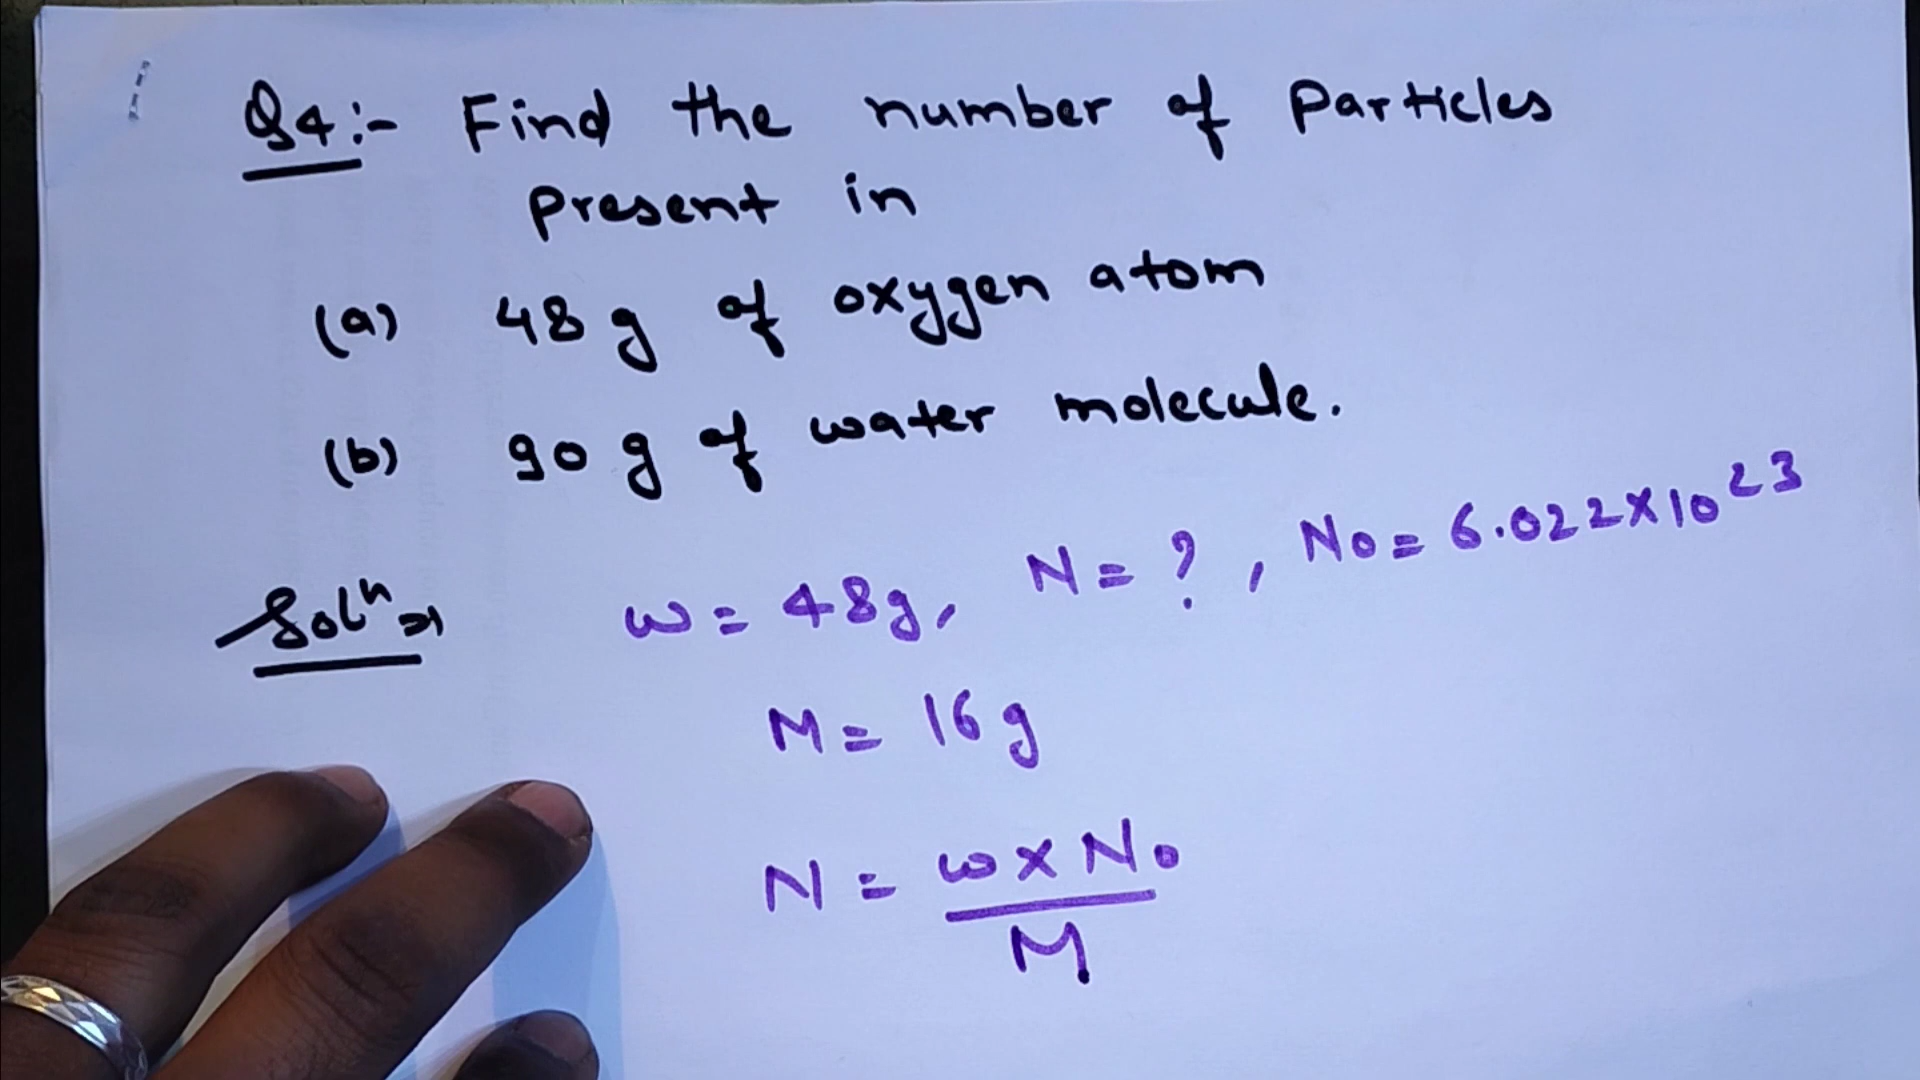 Q4:- Find the number of Particles
Present in
(a) 48 g of oxygen atom
(b) 90 g of water molecule.
Solⁿ⇒ w = 48g, N = ?, N₀ = 6.022×10²³
M = 16 g
N = w × N₀
M